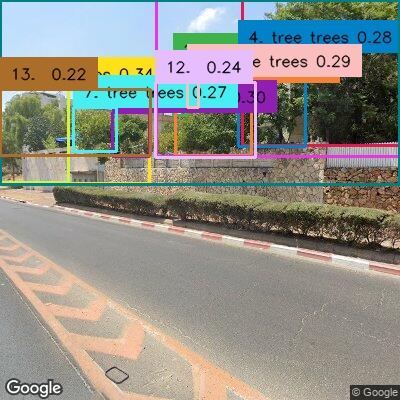 4. tree trees 0.28
e trees 0.29
13. 0.22
0.34
12. 0.24
7. tree trees 0.27
0.30
Google
© Google